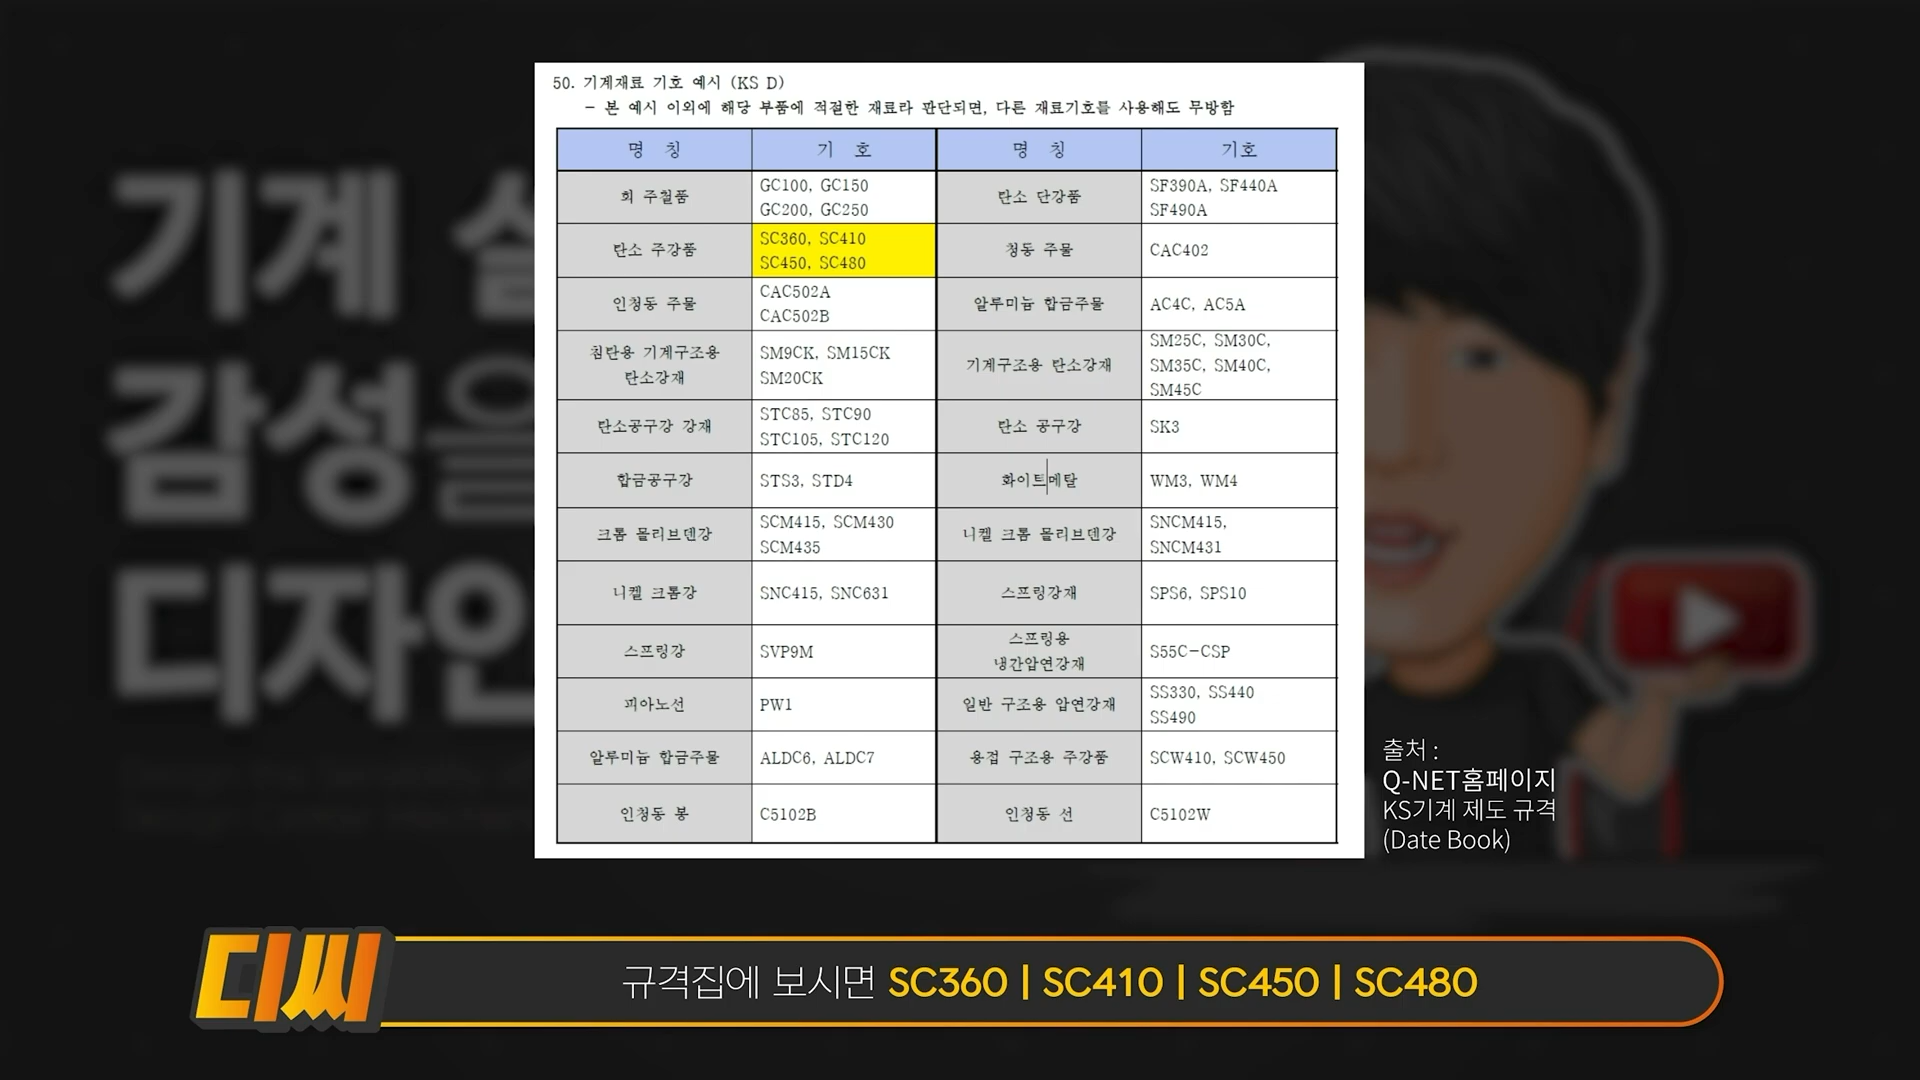 50. 기계재료 기호 예시 (KS D)
- 본 예시 이외에 해당 부품에 적절한 재료라 판단되면, 다른 재료기호를 사용해도 무방함
명 칭 기 호 명 칭 기호
회 주철품 GC100, GC150 GC200, GC250 탄소 단강품 SF390A, SF440A SF490A
탄소 주강품 SC360, SC410 SC450, SC480 청동 주물 CAC402
인청동 주물 CAC502A CAC502B 알루미늄 합금주물 AC4C, AC5A
침탄용 기계구조용 탄소강재 SM9CK, SM15CK SM20CK 기계구조용 탄소강재 SM25C, SM30C, SM35C, SM40C, SM45C
탄소공구강 강재 STC85, STC90 STC105, STC120 탄소 공구강 SK3
합금공구강 STS3, STD4 화이트메탈 WM3, WM4
크롬 몰리브덴강 SCM415, SCM430 SCM435 니켈 크롬 몰리브덴강 SNCM415, SNCM431
니켈 크롬강 SNC415, SNC631 스프링강재 SPS6, SPS10
스프링강 SVP9M 스프링용 냉간압연강재 S55C-CSP
피아노선 PW1 일반 구조용 압연강재 SS330, SS440 SS490
알루미늄 합금주물 ALDC6, ALDC7 용접 구조용 주강품 SCW410, SCW450
인청동 봉 C5102B 인청동 선 C5102W
기계
감성을
디자인
출처 :
Q-NET홈페이지
KS기계 제도 규격
(Date Book)
디씨
규격집에 보시면 SC360 | SC410 | SC450 | SC480